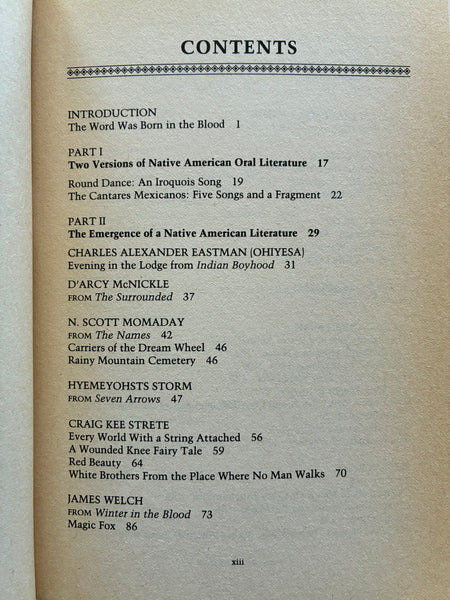 CONTENTS
INTRODUCTION
The Word Was Born in the Blood 1
PART I
Two Versions of Native American Oral Literature 17
Round Dance: An Iroquois Song 19
The Cantares Mexicanos: Five Songs and a Fragment 22
PART II
The Emergence of a Native American Literature 29
CHARLES ALEXANDER EASTMAN (OHIYESA)
Evening in the Lodge from Indian Boyhood 31
D'ARCY McNICKLE
FROM The Surrounded 37
N. SCOTT MOMADAY
FROM The Names 42
Carriers of the Dream Wheel 46
Rainy Mountain Cemetery 46
HYEMEYOHSTS STORM
FROM Seven Arrows 47
CRAIG KEE STRETE
Every World With a String Attached 56
A Wounded Knee Fairy Tale 59
Red Beauty 64
White Brothers From the Place Where No Man Walks 70
JAMES WELCH
FROM Winter in the Blood 73
Magic Fox 86
xiii